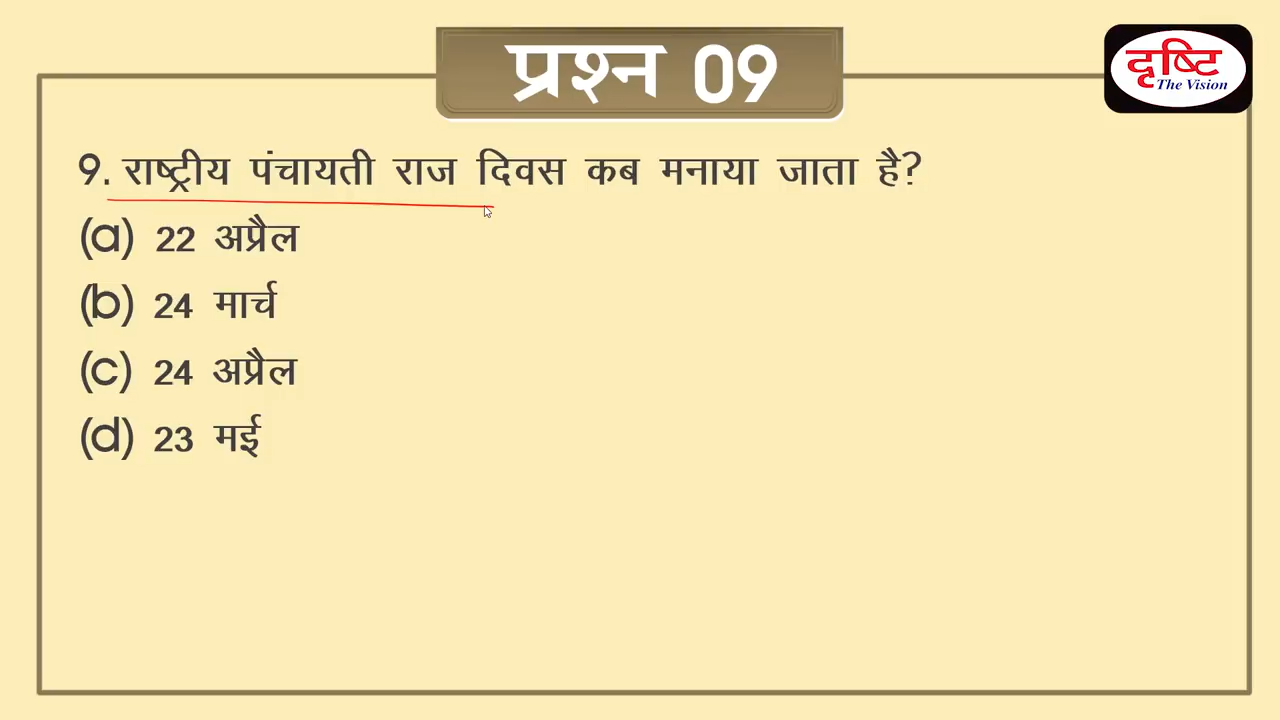 प्रश्न 09
दृष्टि
The Vision
9. राष्ट्रीय पंचायती राज दिवस कब मनाया जाता है?
(a) 22 अप्रैल
(b) 24 मार्च
(c) 24 अप्रैल
(d) 23 मई